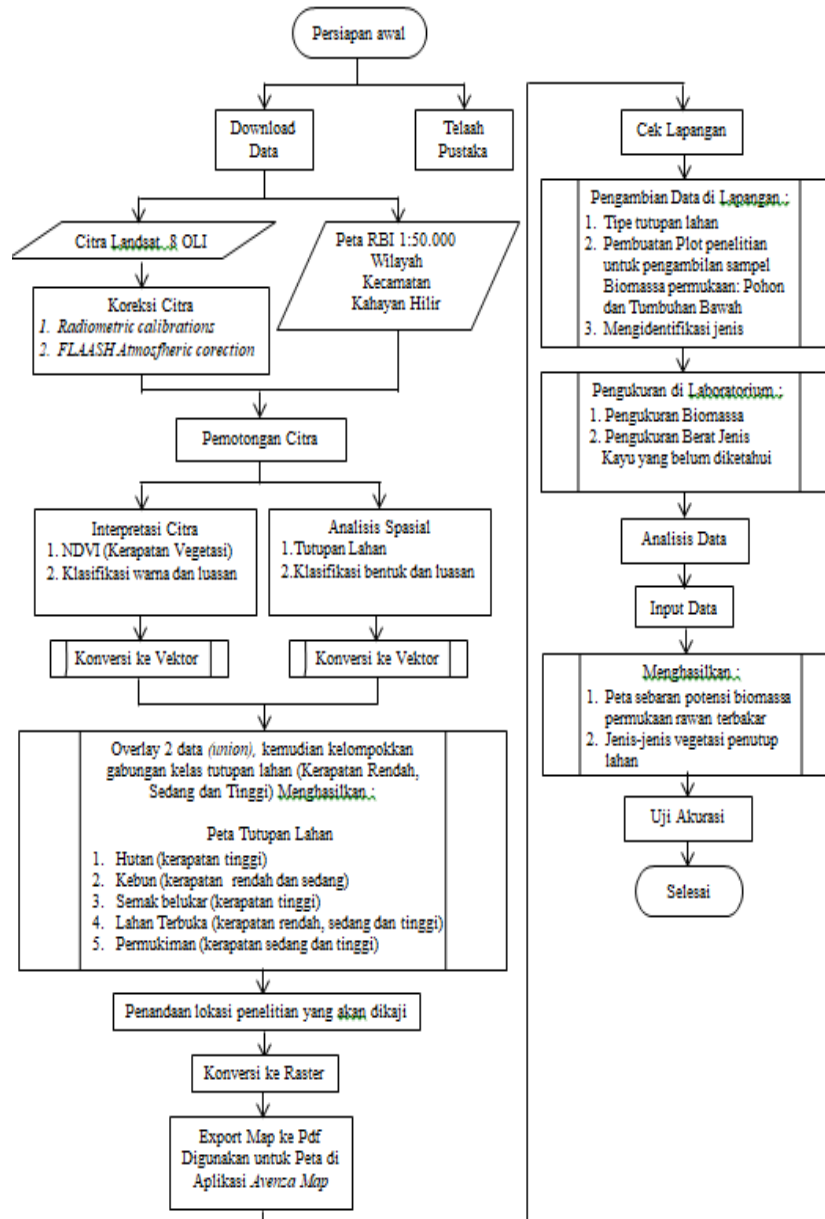 Persiapan awal
Download
Data
Telaah
Pustaka
Citra Landsat 8 OLI
Peta RBI 1:50.000
Wilayah
Kecamatan
Kahayan Hilir
Koreksi Citra
1. Radiometric calibrations
2. FLAASH Atmosfheric corection
Pemotongan Citra
Interpretasi Citra
1. NDVI (Kerapatan Vegetasi)
2. Klasifikasi warna dan luasan
Analisis Spasial
1.Tutupan Lahan
2.Klasifikasi bentuk dan luasan
Konversi ke Vektor
Konversi ke Vektor
Overlay 2 data (union), kemudian kelompokkan
gabungan kelas tutupan lahan (Kerapatan Rendah,
Sedang dan Tinggi) Menghasilkan :
Peta Tutupan Lahan
1. Hutan (kerapatan tinggi)
2. Kebun (kerapatan rendah dan sedang)
3. Semak belukar (kerapatan tinggi)
4. Lahan Terbuka (kerapatan rendah, sedang dan tinggi)
5. Permukiman (kerapatan sedang dan tinggi)
Penandaan lokasi penelitian yang akan dikaji
Konversi ke Raster
Export Map ke Pdf
Digunakan untuk Peta di
Aplikasi Avenza Map
Cek Lapangan
Pengambian Data di Lapangan :
1. Tipe tutupan lahan
2. Pembuatan Plot penelitian
untuk pengambilan sampel
Biomassa permukaan: Pohon
dan Tumbuhan Bawah
3. Mengidentifikasi jenis
Pengukuran di Laboratorium :
1. Pengukuran Biomassa
2. Pengukuran Berat Jenis
Kayu yang belum diketahui
Analisis Data
Input Data
Menghasilkan :
1. Peta sebaran potensi biomassa
permukaan rawan terbakar
2. Jenis-jenis vegetasi penutup
lahan
Uji Akurasi
Selesai